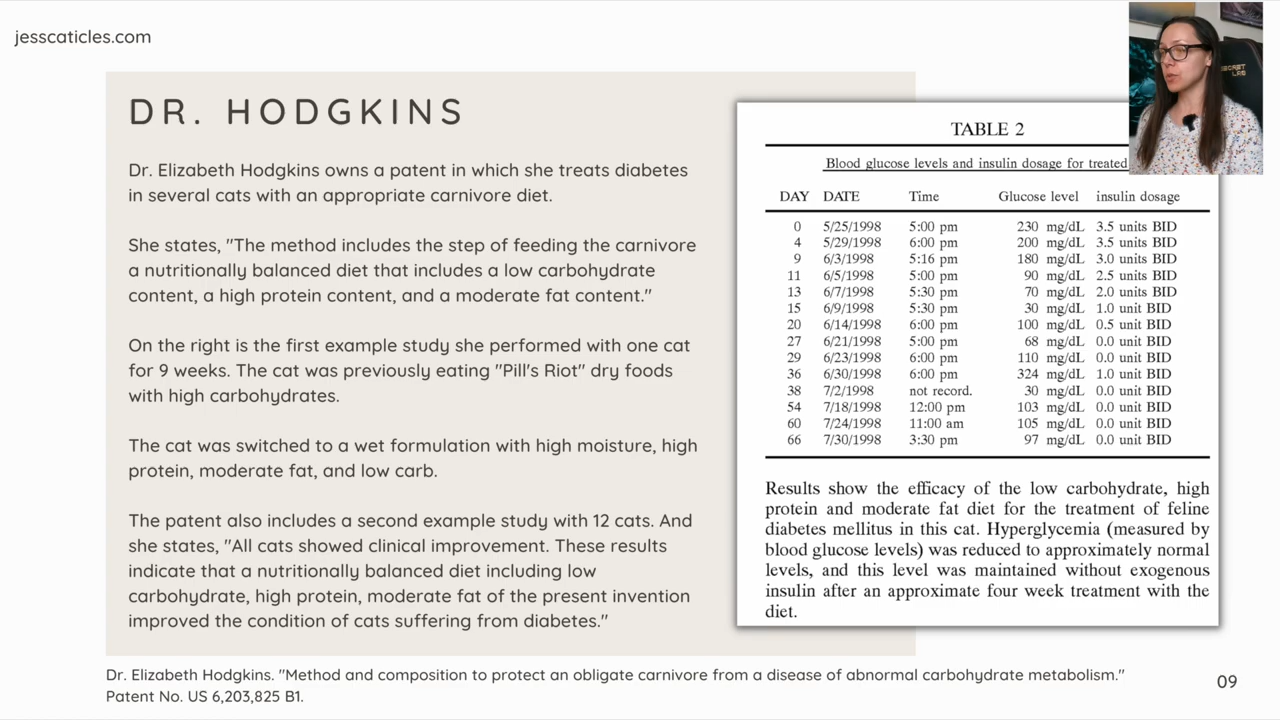 jesscaticles.com
DR. HODGKINS
Dr. Elizabeth Hodgkins owns a patent in which she treats diabetes
in several cats with an appropriate carnivore diet.
She states, "The method includes the step of feeding the carnivore
a nutritionally balanced diet that includes a low carbohydrate
content, a high protein content, and a moderate fat content."
On the right is the first example study she performed with one cat
for 9 weeks. The cat was previously eating "Pill's Riot" dry foods
with high carbohydrates.
The cat was switched to a wet formulation with high moisture, high
protein, moderate fat, and low carb.
The patent also includes a second example study with 12 cats. And
she states, "All cats showed clinical improvement. These results
indicate that a nutritionally balanced diet including low
carbohydrate, high protein, moderate fat of the present invention
improved the condition of cats suffering from diabetes."
TABLE 2
Blood glucose levels and insulin dosage for treated
DAY DATE Time Glucose level insulin dosage
0 5/25/1998 5:00 pm 230 mg/dL 3.5 units BID
4 5/29/1998 6:00 pm 200 mg/dL 3.5 units BID
9 6/3/1998 5:16 pm 180 mg/dL 3.0 units BID
11 6/5/1998 5:00 pm 90 mg/dL 2.5 units BID
13 6/7/1998 5:30 pm 70 mg/dL 2.0 units BID
15 6/9/1998 5:30 pm 30 mg/dL 1.0 unit BID
20 6/14/1998 6:00 pm 100 mg/dL 0.5 unit BID
27 6/21/1998 5:00 pm 68 mg/dL 0.0 unit BID
29 6/23/1998 6:00 pm 110 mg/dL 0.0 unit BID
36 6/30/1998 6:00 pm 324 mg/dL 1.0 unit BID
38 7/2/1998 not record. 30 mg/dL 0.0 unit BID
54 7/18/1998 12:00 pm 103 mg/dL 0.0 unit BID
60 7/24/1998 11:00 am 105 mg/dL 0.0 unit BID
66 7/30/1998 3:30 pm 97 mg/dL 0.0 unit BID
Results show the efficacy of the low carbohydrate, high
protein and moderate fat diet for the treatment of feline
diabetes mellitus in this cat. Hyperglycemia (measured by
blood glucose levels) was reduced to approximately normal
levels, and this level was maintained without exogenous
insulin after an approximate four week treatment with the
diet.
Dr. Elizabeth Hodgkins. "Method and composition to protect an obligate carnivore from a disease of abnormal carbohydrate metabolism."
Patent No. US 6,203,825 B1.
09
SECRET
LAB